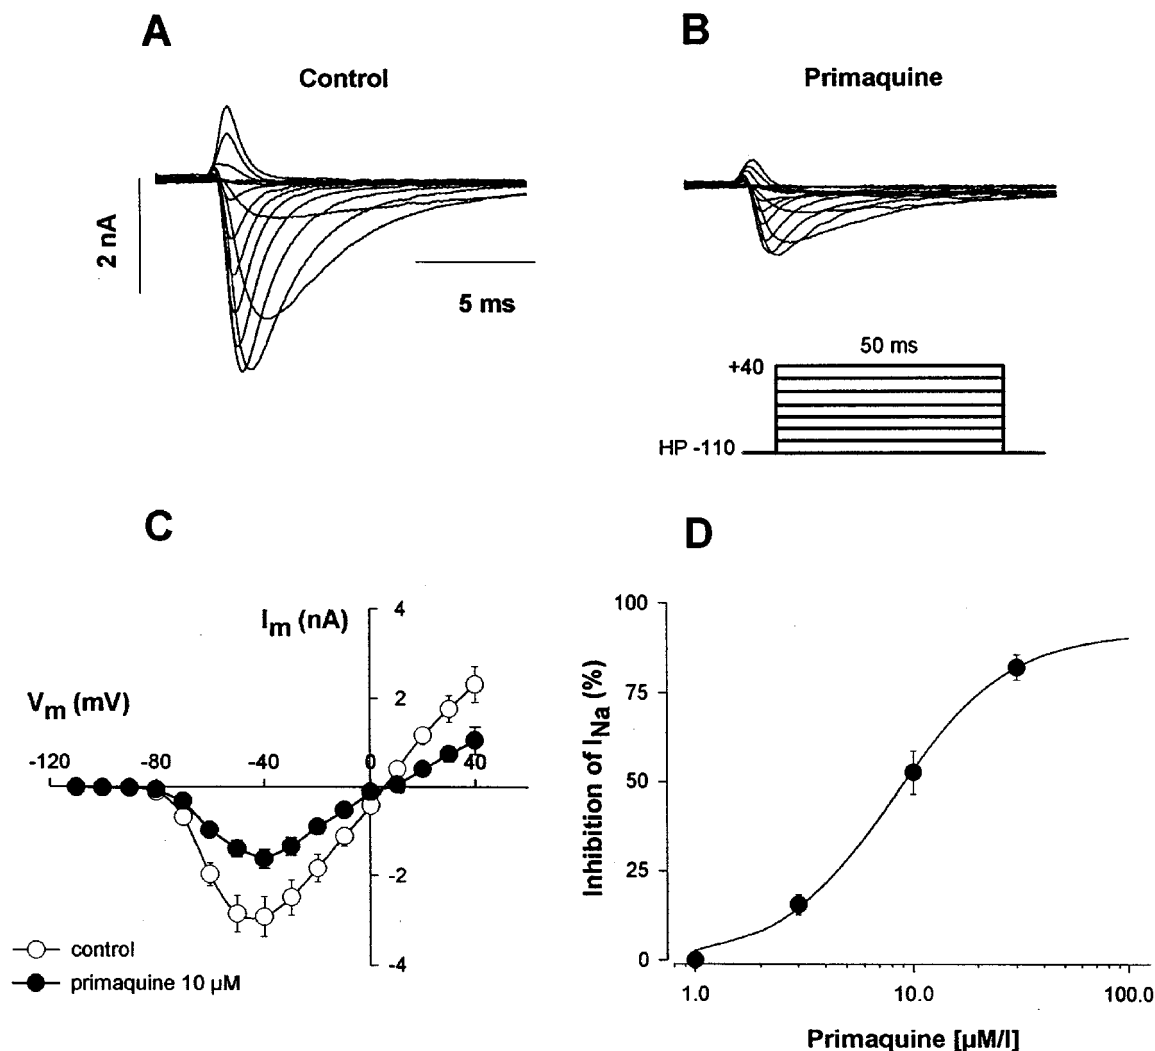 A
B
Control
Primaquine
2 nA
5 ms
50 ms
+40
HP -110
C
D
I_m (nA)
V_m (mV)
4
2
-2
-4
-120
-80
-40
0
40
control
primaquine 10 µM
Inhibition of I_Na (%)
100
75
50
25
0
1.0
10.0
100.0
Primaquine [µM/l]